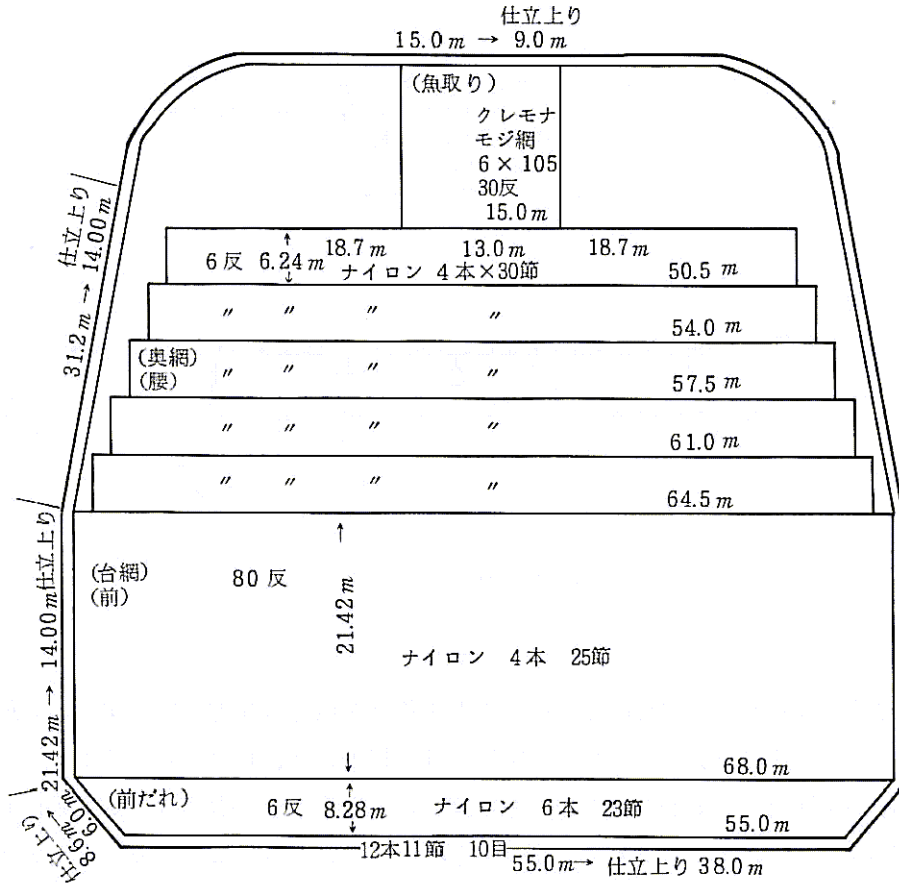 仕立上り
15.0m → 9.0m
(魚取り)
クレモナ
モジ網
6×105
30反
15.0m
31.2m → 14.00m 仕立上り
18.7m 13.0m 18.7m
6反 6.24m ナイロン 4本×30節 50.5m
〃 〃 〃 〃 54.0m
(奥網)
(腰)
〃 〃 〃 〃 57.5m
〃 〃 〃 〃 61.0m
〃 〃 〃 〃 64.5m
21.42m → 14.00m 仕立上り
(台網)
(前)
80反
21.42m
ナイロン 4本 25節
68.0m
(前だれ)
6反 8.28m ナイロン 6本 23節 55.0m
8.6m → 6.0m
仕立上り
12本11節 10目
55.0m → 仕立上り 38.0m